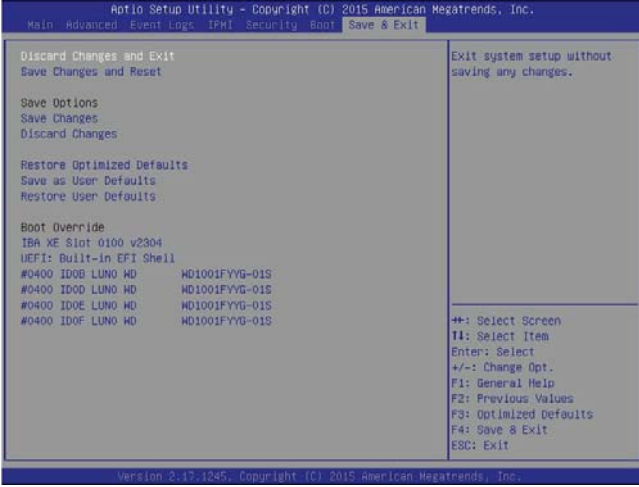 Aptio Setup Utility - Copyright (C) 2015 American Megatrends, Inc.
Main Advanced Event Logs IPMI Security Boot Save & Exit
Discard Changes and Exit
Save Changes and Reset
Save Options
Save Changes
Discard Changes
Restore Optimized Defaults
Save as User Defaults
Restore User Defaults
Boot Override
IBA XE Slot 0100 v2304
UEFI: Built-in EFI Shell
#0400 ID0B LUN0 WD WD1001FYYG-01S
#0400 ID0D LUN0 WD WD1001FYYG-01S
#0400 ID0E LUN0 WD WD1001FYYG-01S
#0400 ID0F LUN0 WD WD1001FYYG-01S
Exit system setup without
saving any changes.
→←: Select Screen
↑↓: Select Item
Enter: Select
+/-: Change Opt.
F1: General Help
F2: Previous Values
F3: Optimized Defaults
F4: Save & Exit
ESC: Exit
Version 2.17.1245. Copyright (C) 2015 American Megatrends, Inc.